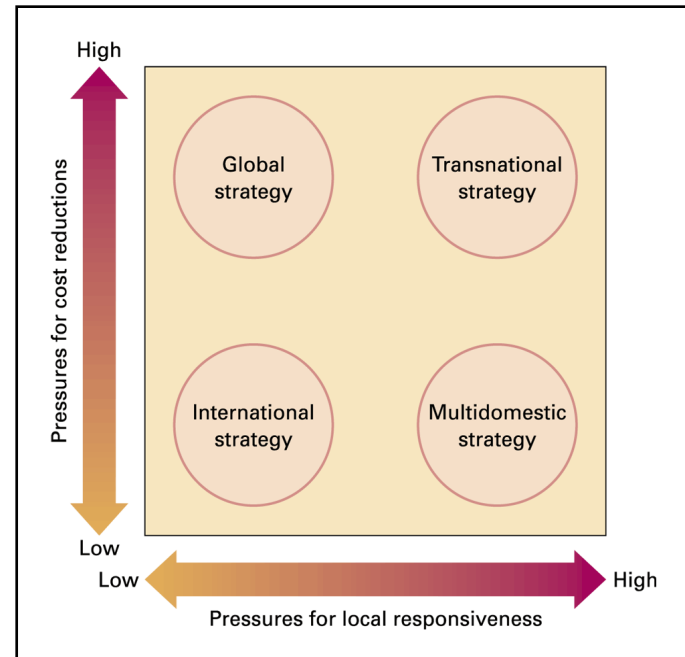 High
Pressures for cost reductions
Global
strategy
Transnational
strategy
International
strategy
Multidomestic
strategy
Low
Low
High
Pressures for local responsiveness